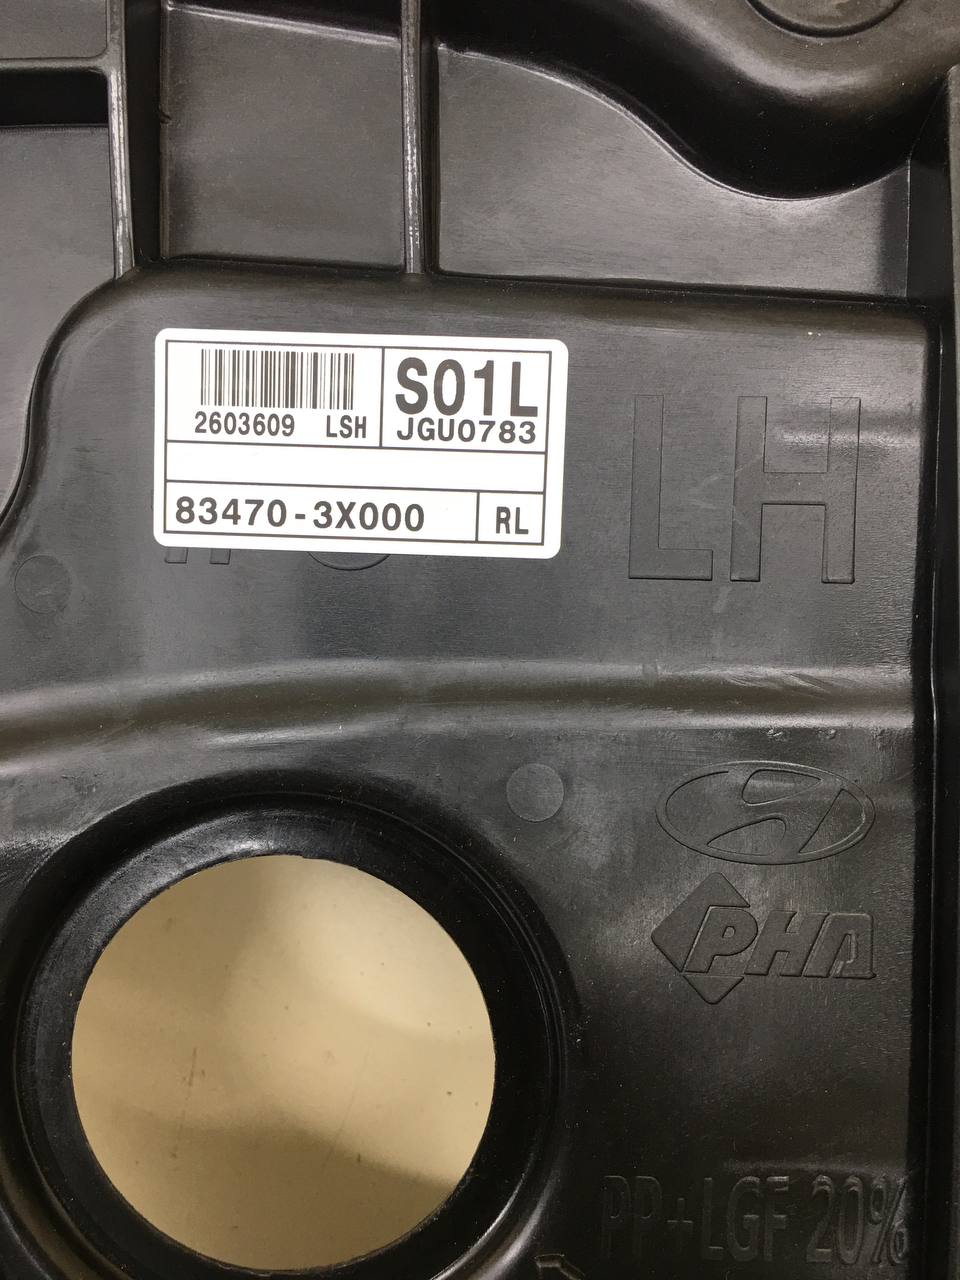 2603609 LSH
S01L
JGU0783
83470-3X000 RL
LH
PHA
PP+LGF 20%